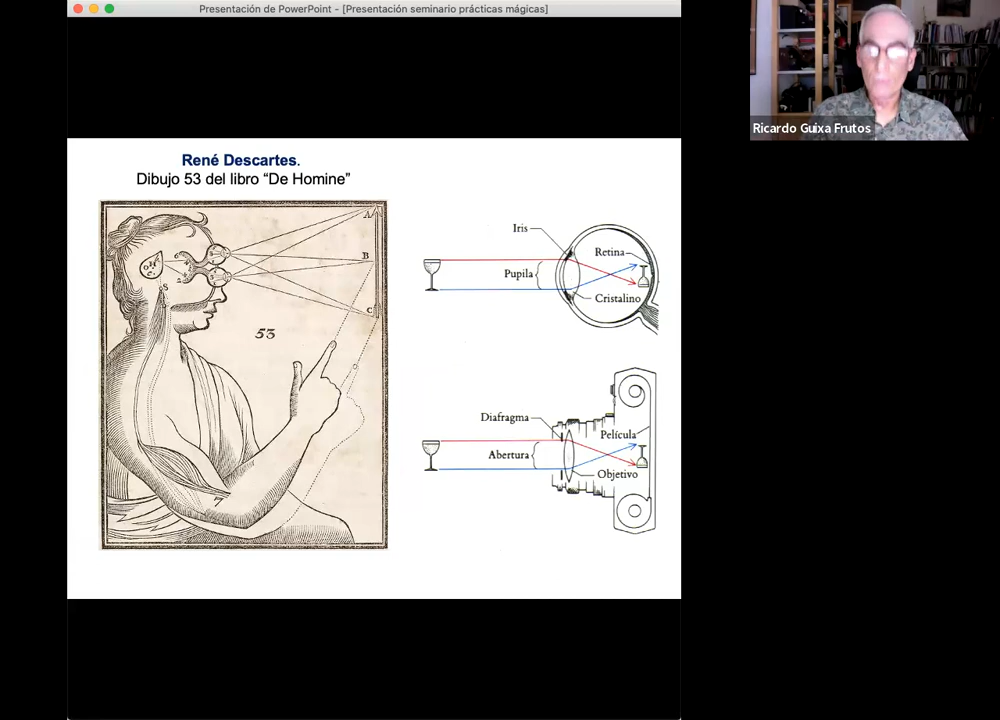 Presentación de PowerPoint - [Presentación seminario prácticas mágicas]
Ricardo Guixa Frutos
René Descartes.
Dibujo 53 del libro “De Homine”
A
B
C
53
7
Iris
Retina
Pupila
Cristalino
Diafragma
Película
Abertura
Objetivo